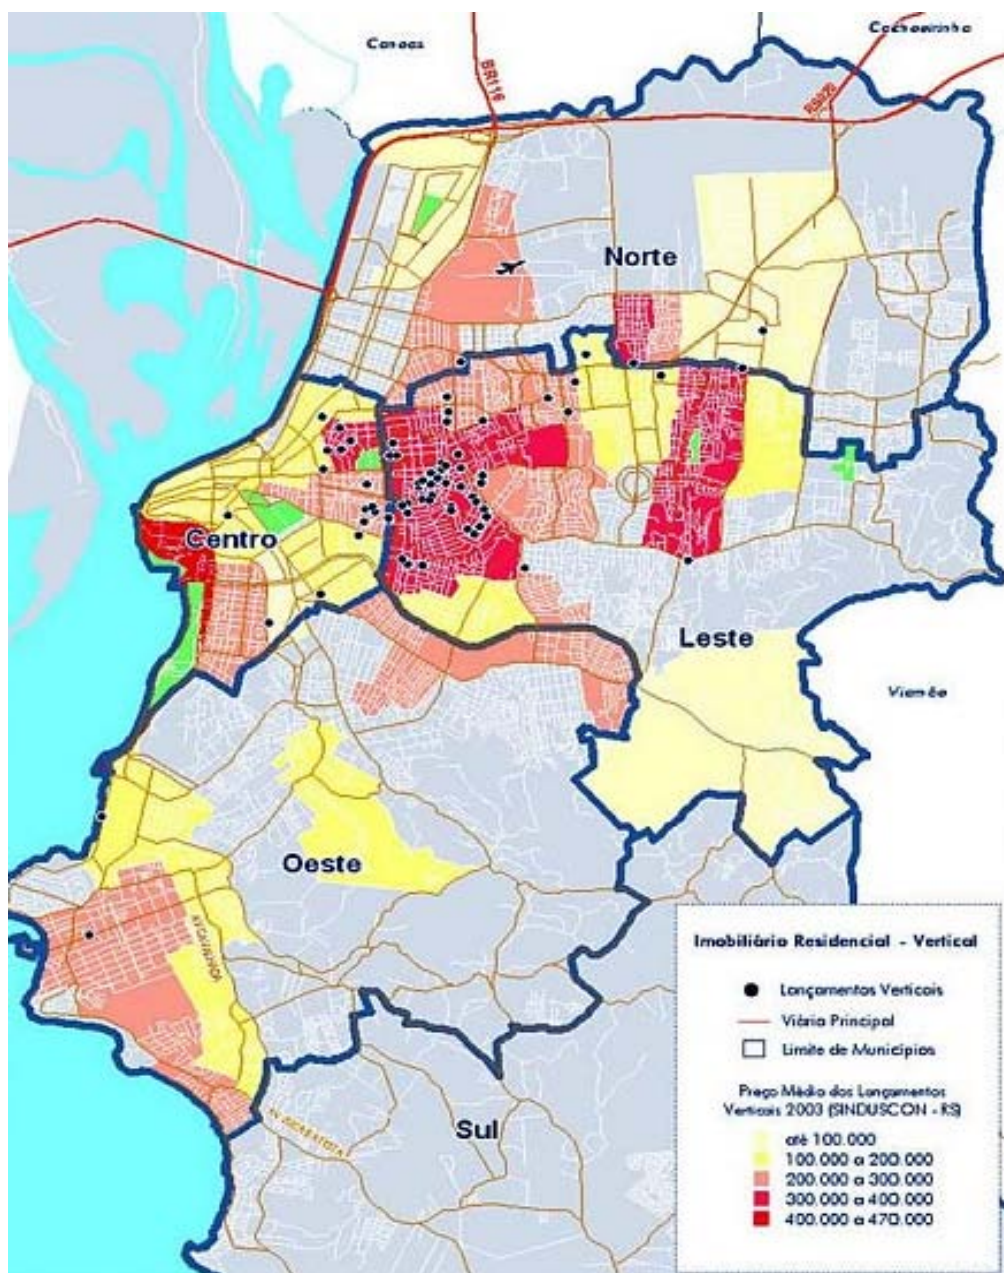 Canoas
Cachoeirinha
BR116
Norte
Centro
Leste
Viamão
Oeste
Sul
Imobiliário Residencial - Vertical
Lançamentos Verticais
Viário Principal
Limite de Municípios
Preço Médio dos Lançamentos
Verticais 2003 (SINDUSCON - RS)
até 100.000
100.000 a 200.000
200.000 a 300.000
300.000 a 400.000
400.000 a 470.000